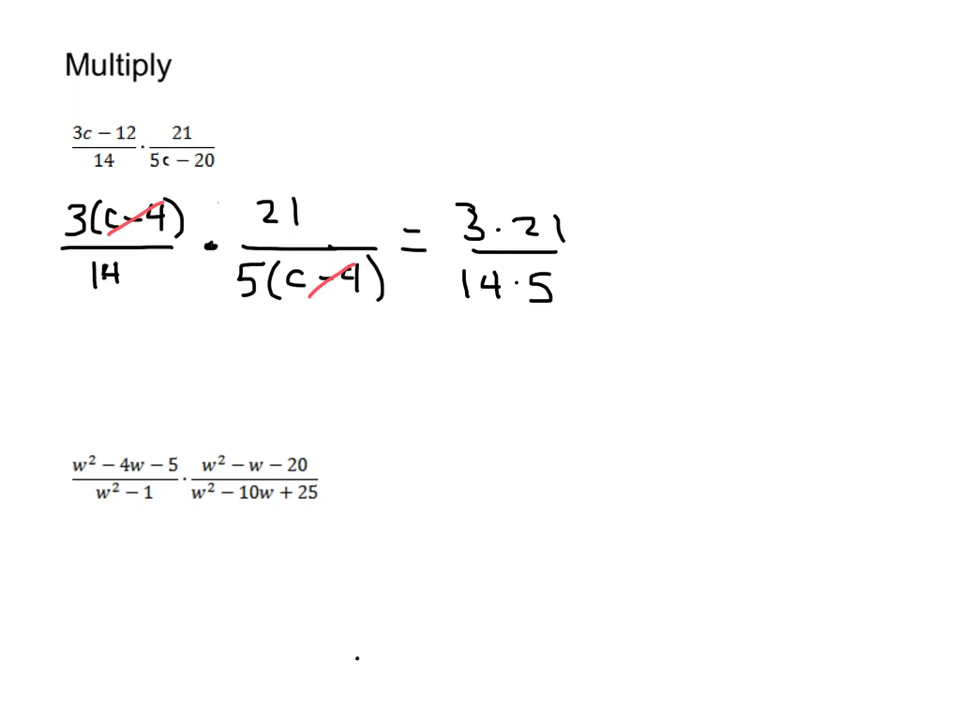 Multiply
(3c − 12)/14 · 21/(5c − 20)
3(c−4)/14 · 21/5(c−4) = 3·21/14·5
(w² − 4w − 5)/(w² − 1) · (w² − w − 20)/(w² − 10w + 25)